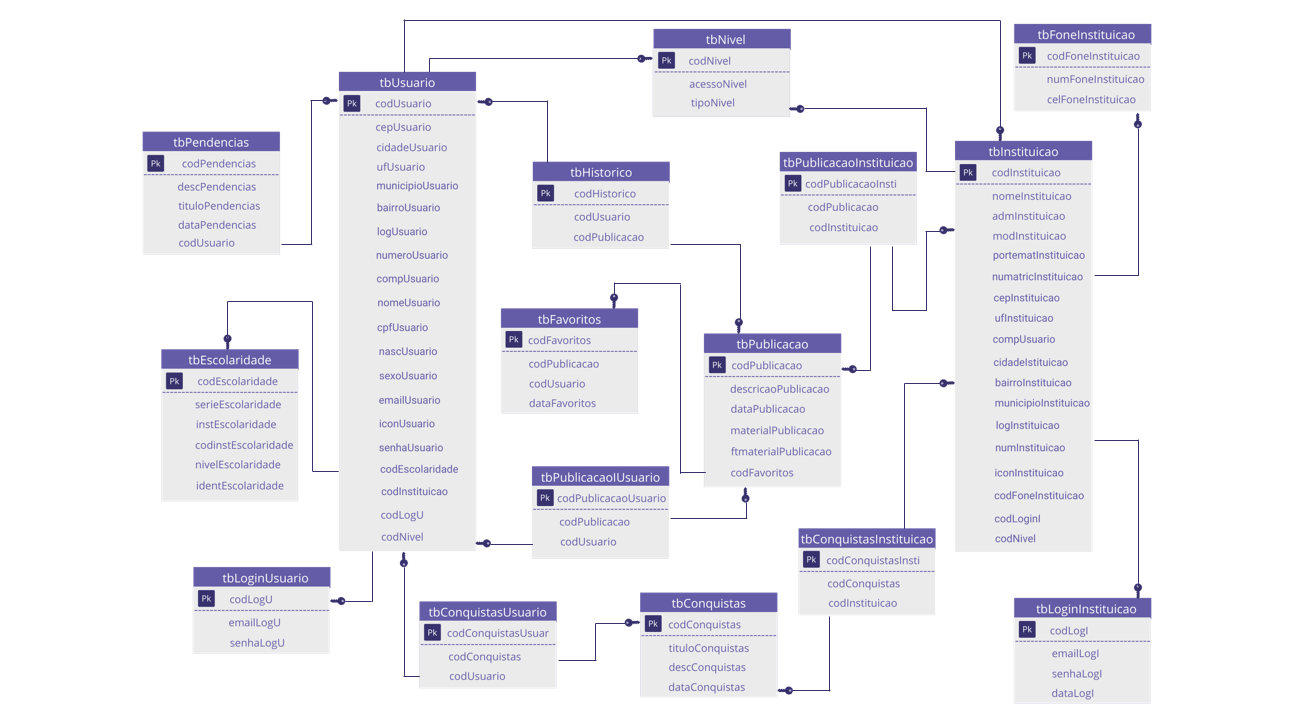 tbNivel
Pk codNivel
acessoNivel
tipoNivel
tbFoneInstituicao
Pk codFoneInstituicao
numFoneInstituicao
celFoneInstituicao
tbUsuario
Pk codUsuario
cepUsuario
cidadeUsuario
ufUsuario
municipioUsuario
bairroUsuario
logUsuario
numeroUsuario
compUsuario
nomeUsuario
cpfUsuario
nascUsuario
sexoUsuario
emailUsuario
iconUsuario
senhaUsuario
codEscolaridade
codInstituicao
codLogU
codNivel
tbPendencias
Pk codPendencias
descPendencias
tituloPendencias
dataPendencias
codUsuario
tbHistorico
Pk codHistorico
codUsuario
codPublicacao
tbPublicacaoInstituicao
Pk codPublicacaoInsti
codPublicacao
codInstituicao
tbInstituicao
Pk codInstituicao
nomeInstituicao
admInstituicao
modInstituicao
portematInstituicao
numatricInstituicao
cepInstituicao
ufInstituicao
compUsuario
cidadeIstituicao
bairroInstituicao
municipioInstituicao
logInstituicao
numInstituicao
iconInstituicao
codFoneInstituicao
codLoginI
codNivel
tbEscolaridade
Pk codEscolaridade
serieEscolaridade
instEscolaridade
codinstEscolaridade
nivelEscolaridade
identEscolaridade
tbFavoritos
Pk codFavoritos
codPublicacao
codUsuario
dataFavoritos
tbPublicacao
Pk codPublicacao
descricaoPublicacao
dataPublicacao
materialPublicacao
ftmaterialPublicacao
codFavoritos
tbPublicacaoIUsuario
Pk codPublicacaoUsuario
codPublicacao
codUsuario
tbConquistasInstituicao
Pk codConquistasInsti
codConquistas
codInstituicao
tbLoginUsuario
Pk codLogU
emailLogU
senhaLogU
tbConquistasUsuario
Pk codConquistasUsuar
codConquistas
codUsuario
tbConquistas
Pk codConquistas
tituloConquistas
descConquistas
dataConquistas
tbLoginInstituicao
Pk codLogI
emailLogI
senhaLogI
dataLogI